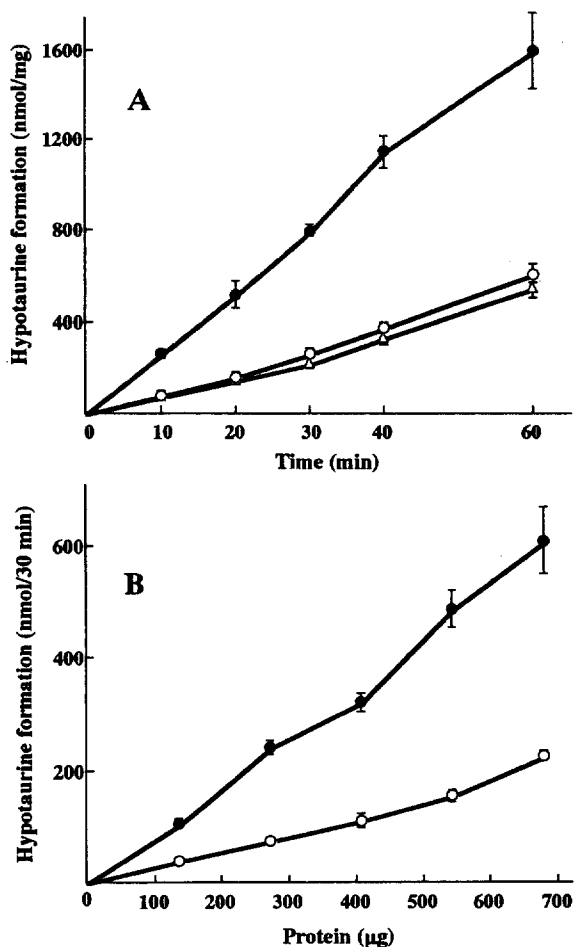 A
Hypotaurine formation (nmol/mg)
1600
1200
800
400
0 10 20 30 40 60
Time (min)
B
Hypotaurine formation (nmol/30 min)
600
400
200
0 100 200 300 400 500 600 700
Protein (µg)